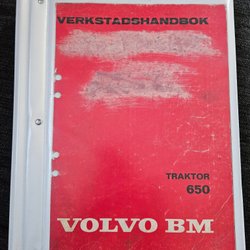 VERKSTADSHANDBOK
TRAKTOR
650
VOLVO BM